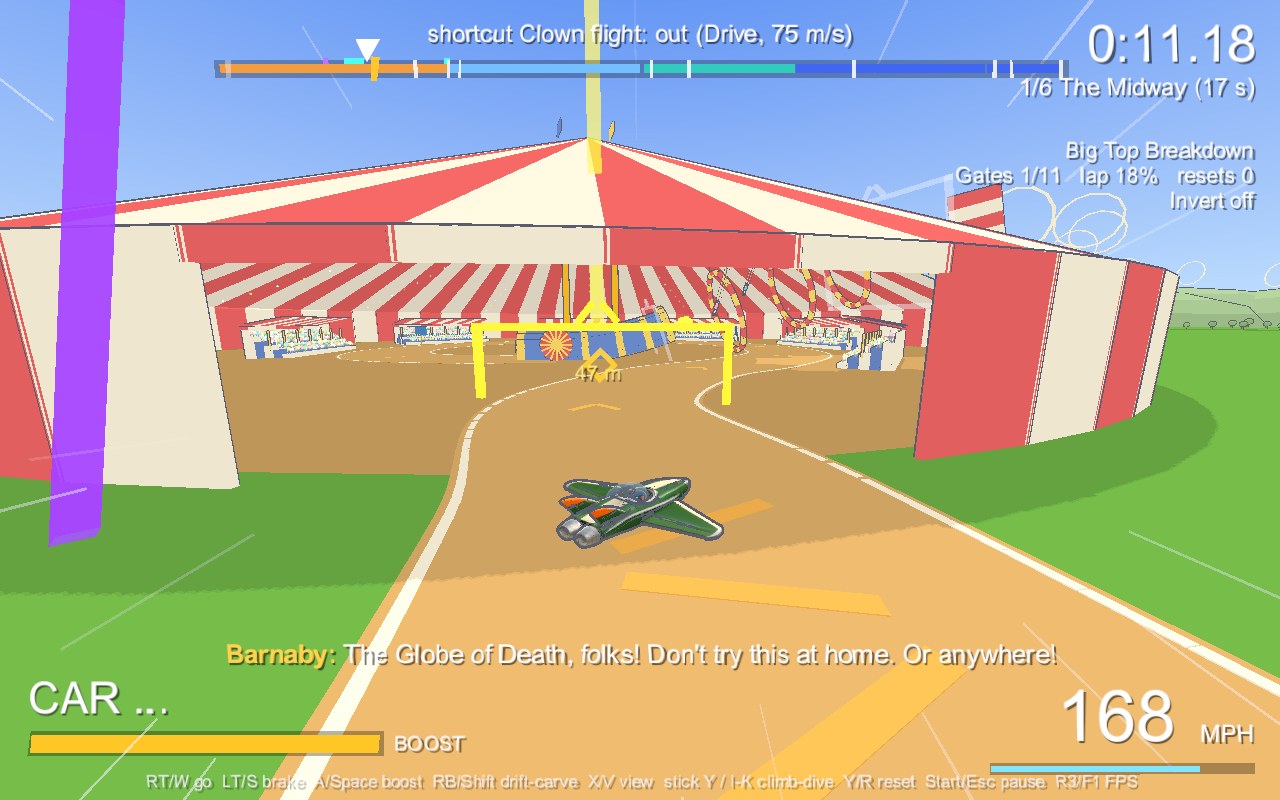 shortcut Clown flight: out (Drive, 75 m/s)
0:11.18
1/6 The Midway (17 s)
Big Top Breakdown
Gates 1/11 lap 18% resets 0
Invert off
47 m
Barnaby: The Globe of Death, folks! Don't try this at home. Or anywhere!
CAR ...
BOOST
168 MPH
RT/W go LT/S brake A/Space boost RB/Shift drift-carve X/V view stick Y / I-K climb-dive Y/R reset Start/Esc pause R3/F1 FPS